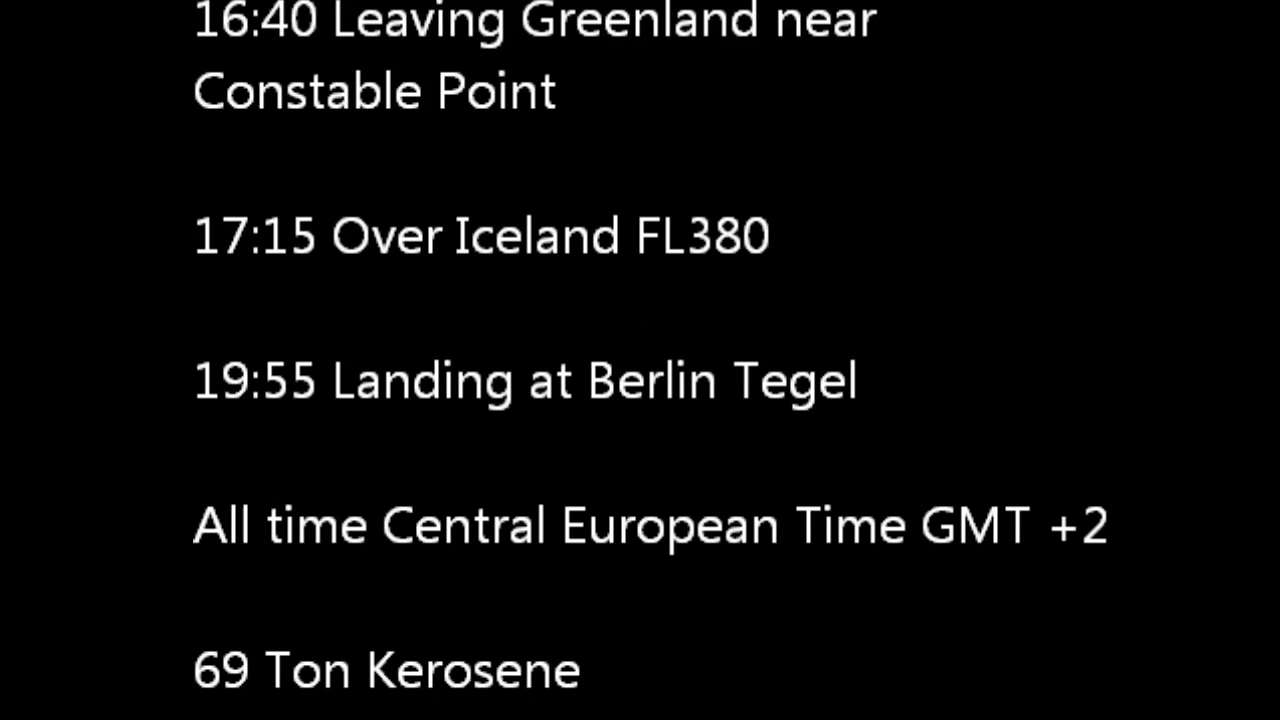 16:40 Leaving Greenland near
Constable Point
17:15 Over Iceland FL380
19:55 Landing at Berlin Tegel
All time Central European Time GMT +2
69 Ton Kerosene